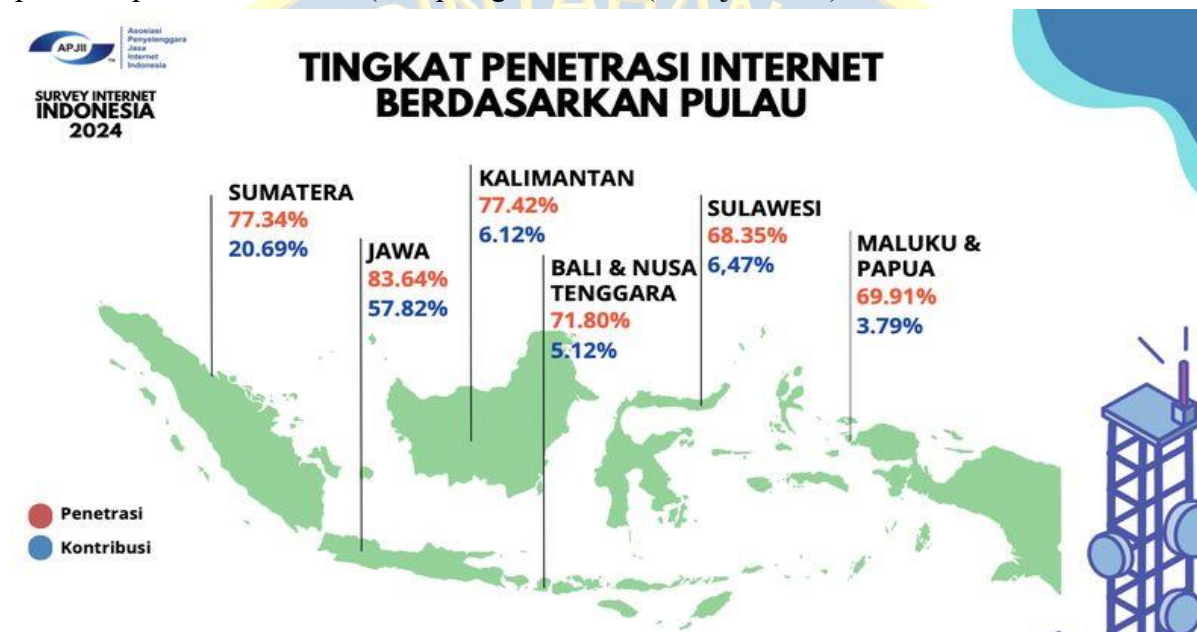 APJII
Asosiasi
Penyelenggara
Jasa
Internet
Indonesia
SURVEY INTERNET
INDONESIA
2024
TINGKAT PENETRASI INTERNET
BERDASARKAN PULAU
SUMATERA
77.34%
20.69%
JAWA
83.64%
57.82%
KALIMANTAN
77.42%
6.12%
BALI & NUSA
TENGGARA
71.80%
5.12%
SULAWESI
68.35%
6,47%
MALUKU &
PAPUA
69.91%
3.79%
Penetrasi
Kontribusi